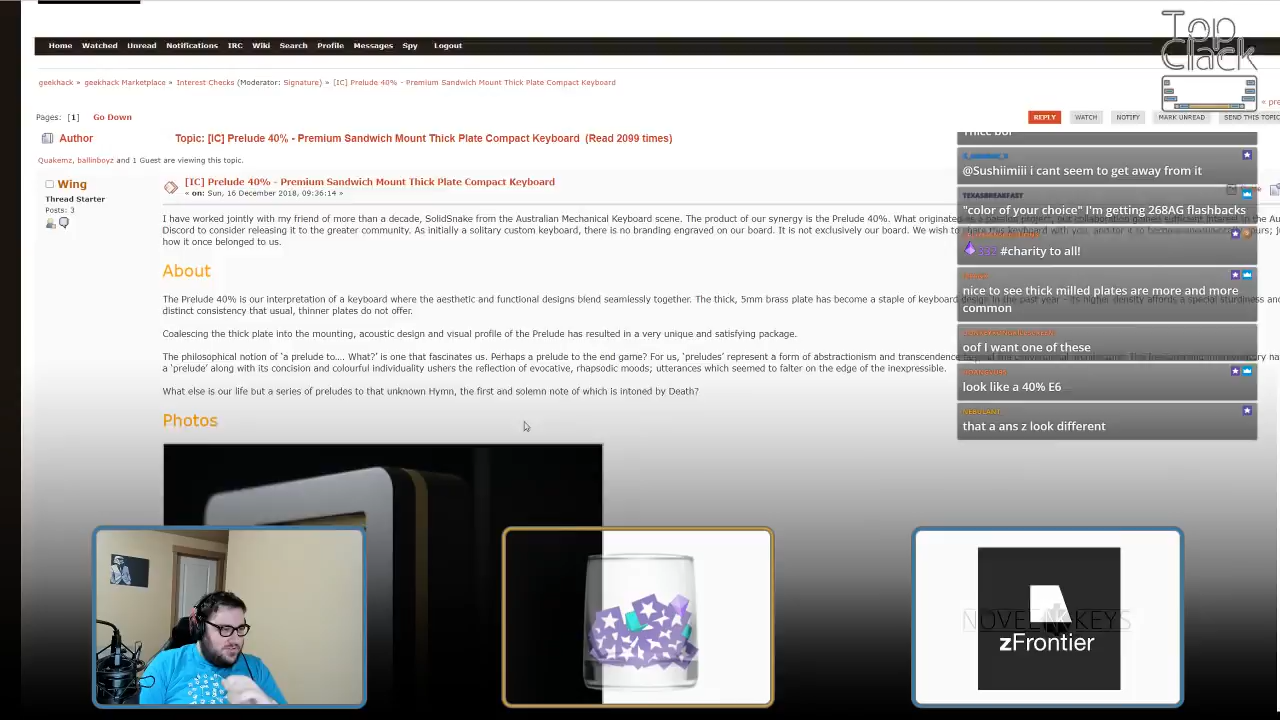 Top
Clack
Home Watched Unread Notifications IRC Wiki Search Profile Messages Spy Logout
geekhack » geekhack Marketplace » Interest Checks (Moderator: Signature) » [IC] Prelude 40% - Premium Sandwich Mount Thick Plate Compact Keyboard
« pre
Pages: [1] Go Down
REPLY WATCH NOTIFY MARK UNREAD SEND THIS TOPIC
Author Topic: [IC] Prelude 40% - Premium Sandwich Mount Thick Plate Compact Keyboard (Read 2099 times)
Quakemz, ballinboyz and 1 Guest are viewing this topic.
Wing
Thread Starter
Posts: 3
[IC] Prelude 40% - Premium Sandwich Mount Thick Plate Compact Keyboard
« on: Sun, 16 December 2018, 09:36:14 »
I have worked jointly with my friend of more than a decade, SolidSnake from the Australian Mechanical Keyboard scene. The product of our synergy is the Prelude 40%. What originated
Discord to consider releasing it to the greater community. As initially a solitary custom keyboard, there is no branding engraved on our board. It is not exclusively our board. We wish to
how it once belonged to us.
About
The Prelude 40% is our interpretation of a keyboard where the aesthetic and functional designs blend seamlessly together. The thick, 5mm brass plate has become a staple of keyboard
distinct consistency that usual, thinner plates do not offer.
Coalescing the thick plate into the mounting, acoustic design and visual profile of the Prelude has resulted in a very unique and satisfying package.
The philosophical notion of 'a prelude to.... What?' is one that fascinates us. Perhaps a prelude to the end game? For us, 'preludes' represent a form of abstractionism and transcendence
a 'prelude' along with its concision and colourful individuality ushers the reflection of evocative, rhapsodic moods; utterances which seemed to falter on the edge of the inexpressible.
What else is our life but a series of preludes to that unknown Hymn, the first and solemn note of which is intoned by Death?
Photos
@Sushiimiii i cant seem to get away from it
TEXASBREAKFAST
"color of your choice" I'm getting 268AG flashbacks
333 #charity to all!
nice to see thick milled plates are more and more
common
oof I want one of these
look like a 40% E6
NEBULANT
that a ans z look different
NOVELKEYS
zFrontier